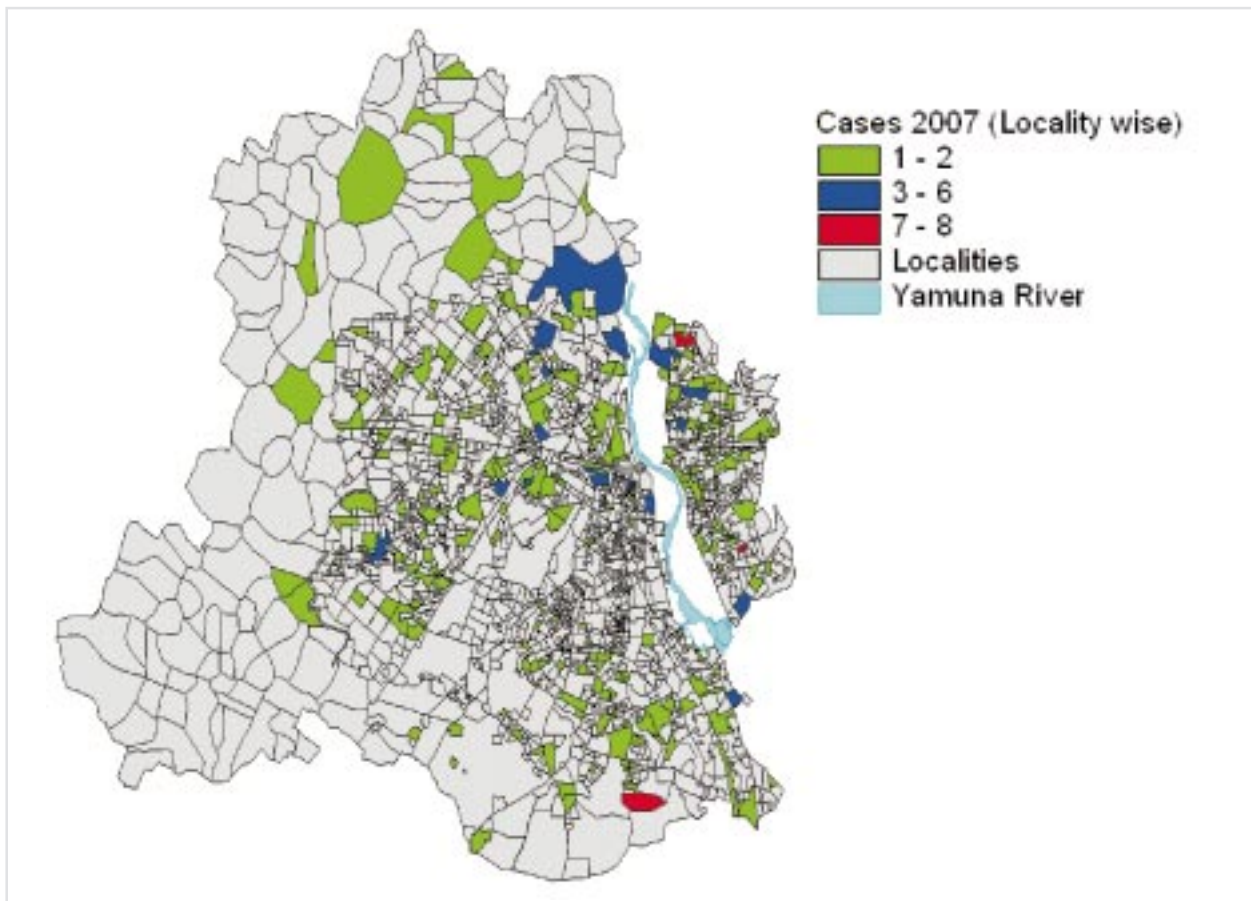 Cases 2007 (Locality wise)
1 - 2
3 - 6
7 - 8
Localities
Yamuna River